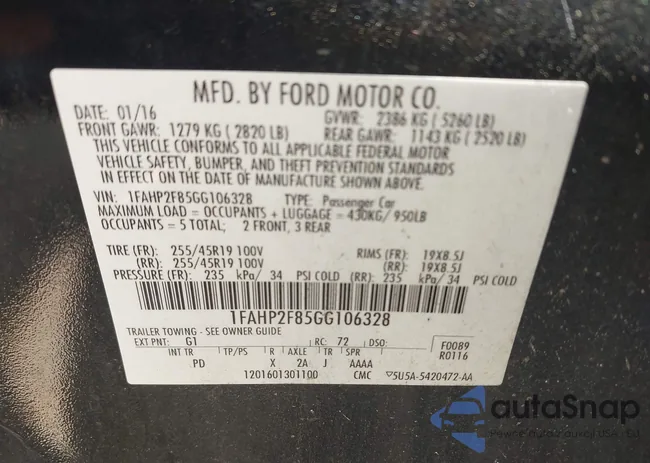 MFD. BY FORD MOTOR CO.
DATE: 01/16 GVWR: 2386 KG ( 5260 LB)
FRONT GAWR: 1279 KG ( 2820 LB) REAR GAWR: 1143 KG ( 2520 LB)
THIS VEHICLE CONFORMS TO ALL APPLICABLE FEDERAL MOTOR
VEHICLE SAFETY, BUMPER, AND THEFT PREVENTION STANDARDS
IN EFFECT ON THE DATE OF MANUFACTURE SHOWN ABOVE.
VIN: 1FAHP2F85GG106328 TYPE: Passenger Car
MAXIMUM LOAD = OCCUPANTS + LUGGAGE = 430KG/ 950LB
OCCUPANTS = 5 TOTAL; 2 FRONT, 3 REAR
TIRE (FR): 255/45R19 100V RIMS (FR): 19X8.5J
(RR): 255/45R19 100V (RR): 19X8.5J
PRESSURE (FR): 235 kPa/ 34 PSI COLD (RR): 235 kPa/ 34 PSI COLD
1FAHP2F85GG106328
TRAILER TOWING - SEE OWNER GUIDE
EXT PNT: G1 RC: 72 DSO: F0089
INT TR TP/PS R AXLE TR SPR R0116
PD X 2A J AAAA
1201601301100 CMC 5U5A-5420472-AA
autaSnap
Pewne auta z aukcji USA, EU